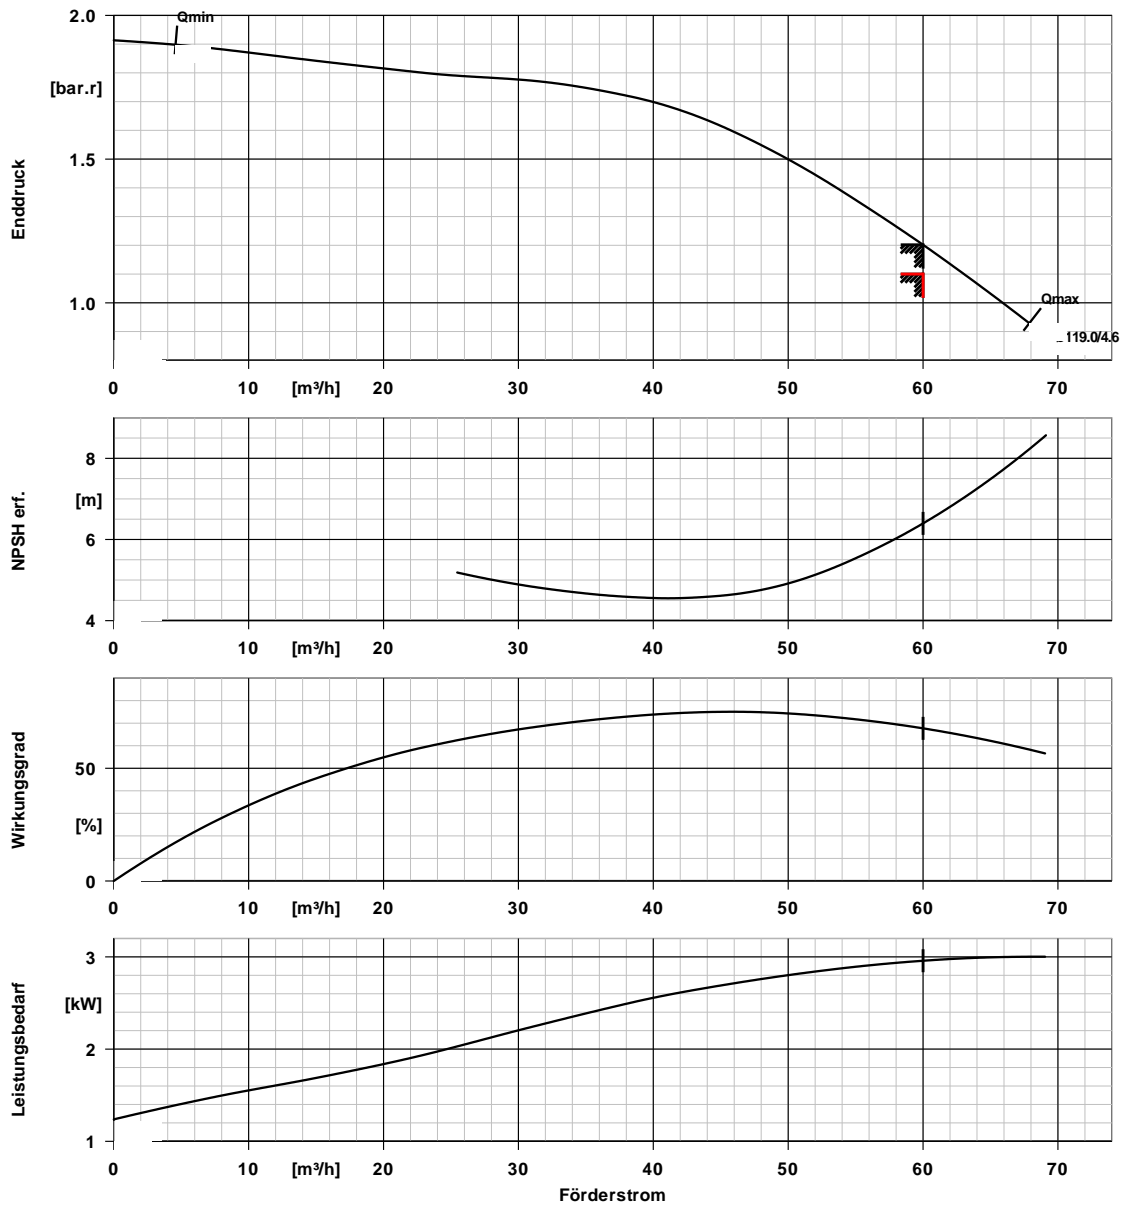 Qmin
2.0
[bar.r]
1.5
Enddruck
1.0
Qmax
119.0/4.6
0 10 [m³/h] 20 30 40 50 60 70
8
[m]
NPSH erf.
6
4
0 10 [m³/h] 20 30 40 50 60 70
Wirkungsgrad
50
[%]
0
0 10 [m³/h] 20 30 40 50 60 70
3
[kW]
Leistungsbedarf
2
1
0 10 [m³/h] 20 30 40 50 60 70
Förderstrom